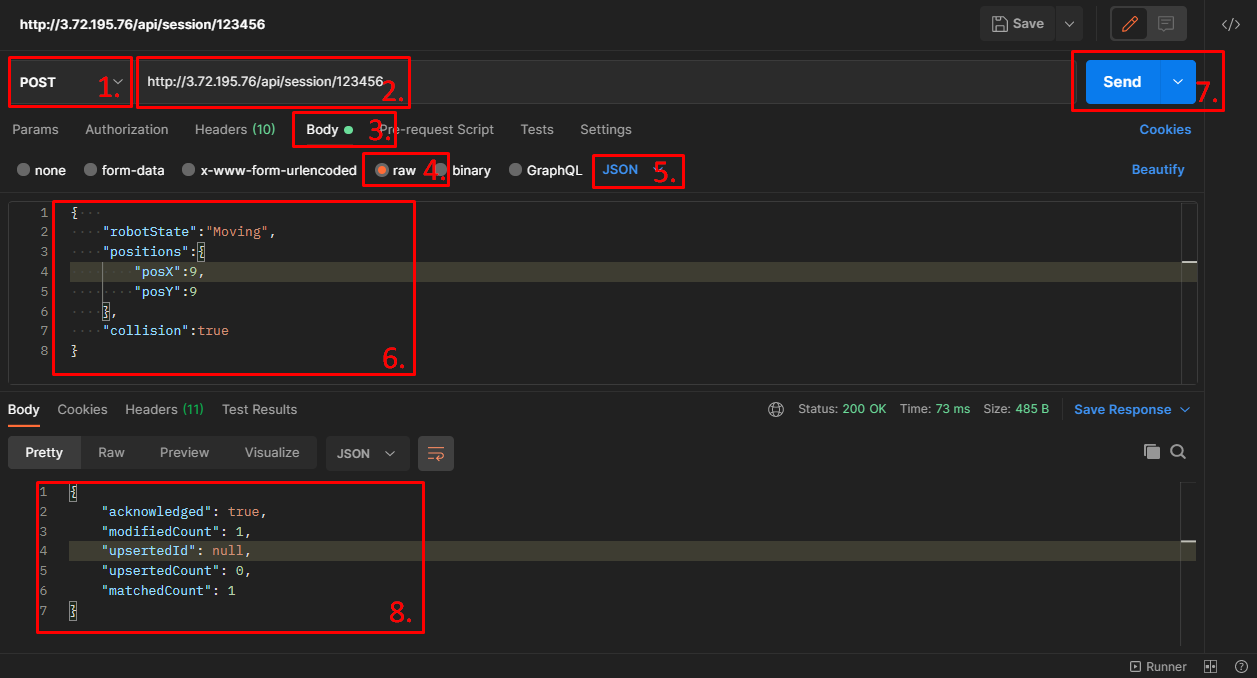 http://3.72.195.76/api/session/123456
Save
POST
1.
http://3.72.195.76/api/session/123456
2.
Send
7.
Params
Authorization
Headers (10)
Body
3.
Pre-request Script
Tests
Settings
Cookies
none
form-data
x-www-form-urlencoded
raw
4.
binary
GraphQL
JSON
5.
Beautify
1 {
2 "robotState":"Moving",
3 "positions":{
4 "posX":9,
5 "posY":9
6 },
7 "collision":true
8 }
6.
Body
Cookies
Headers (11)
Test Results
Status: 200 OK
Time: 73 ms
Size: 485 B
Save Response
Pretty
Raw
Preview
Visualize
JSON
1 {
2 "acknowledged": true,
3 "modifiedCount": 1,
4 "upsertedId": null,
5 "upsertedCount": 0,
6 "matchedCount": 1
7 }
8.
Runner